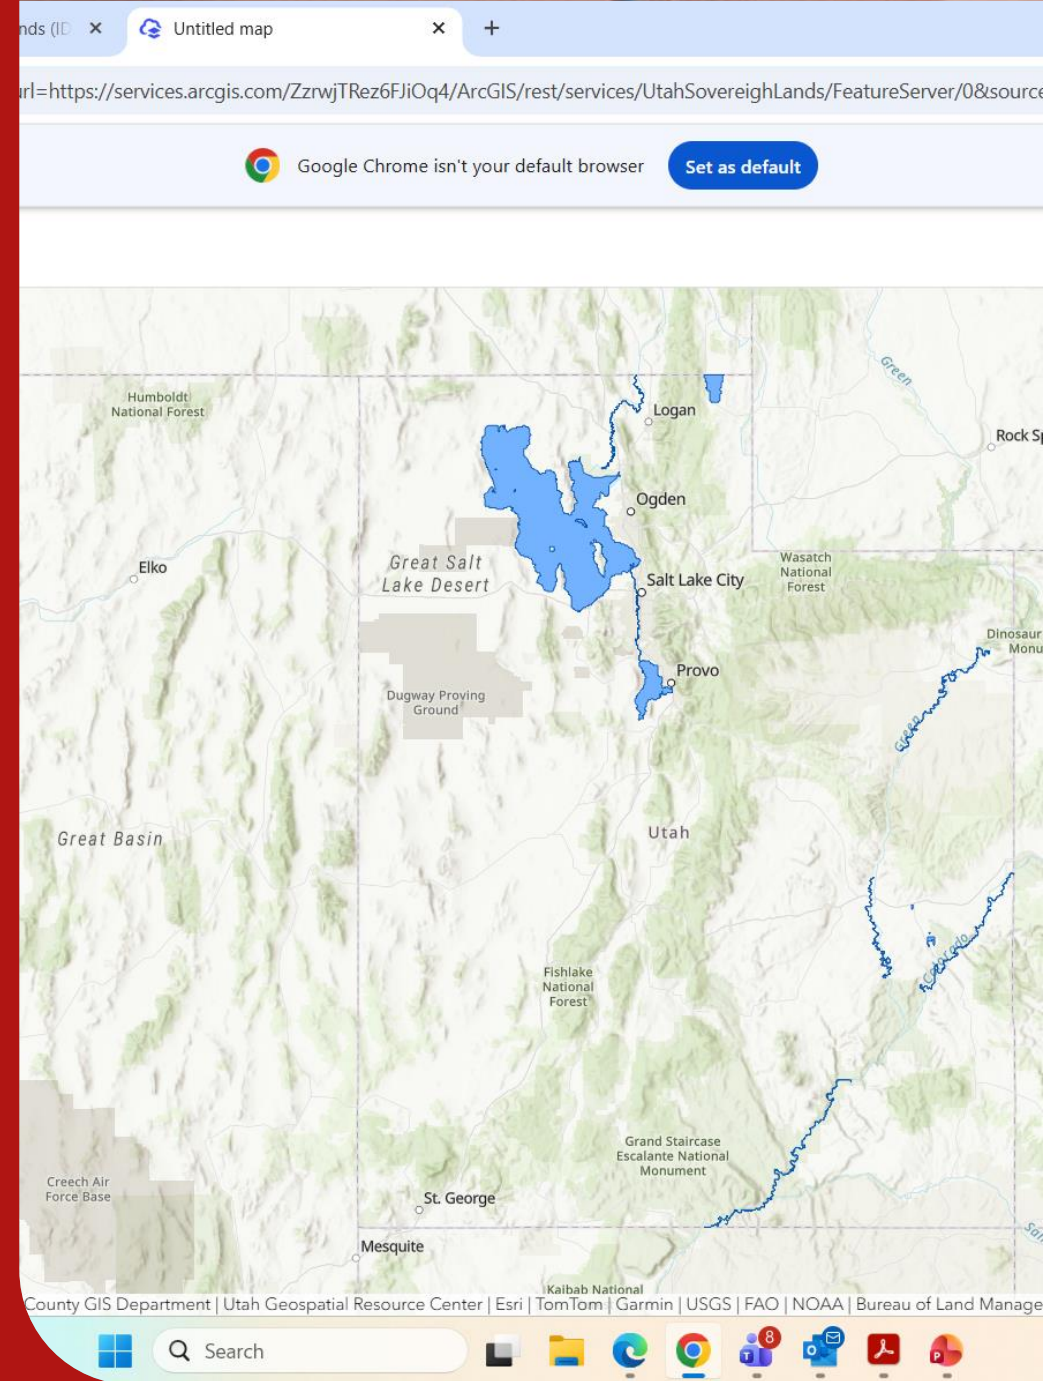 nds (ID
Untitled map
url=https://services.arcgis.com/ZzrwjTRez6FJiOq4/ArcGIS/rest/services/UtahSovereighLands/FeatureServer/0&source
Google Chrome isn't your default browser
Set as default
Green
Humboldt
National Forest
Logan
Rock Sp
Ogden
Great Salt
Lake Desert
Elko
Wasatch
National
Forest
Salt Lake City
Dinosaur
Monu
Provo
Dugway Proving
Ground
Green
Great Basin
Utah
Colorado
Fishlake
National
Forest
Grand Staircase
Escalante National
Monument
Creech Air
Force Base
St. George
San
Mesquite
Kaibab National
County GIS Department | Utah Geospatial Resource Center | Esri | TomTom | Garmin | USGS | FAO | NOAA | Bureau of Land Manage
Search
8